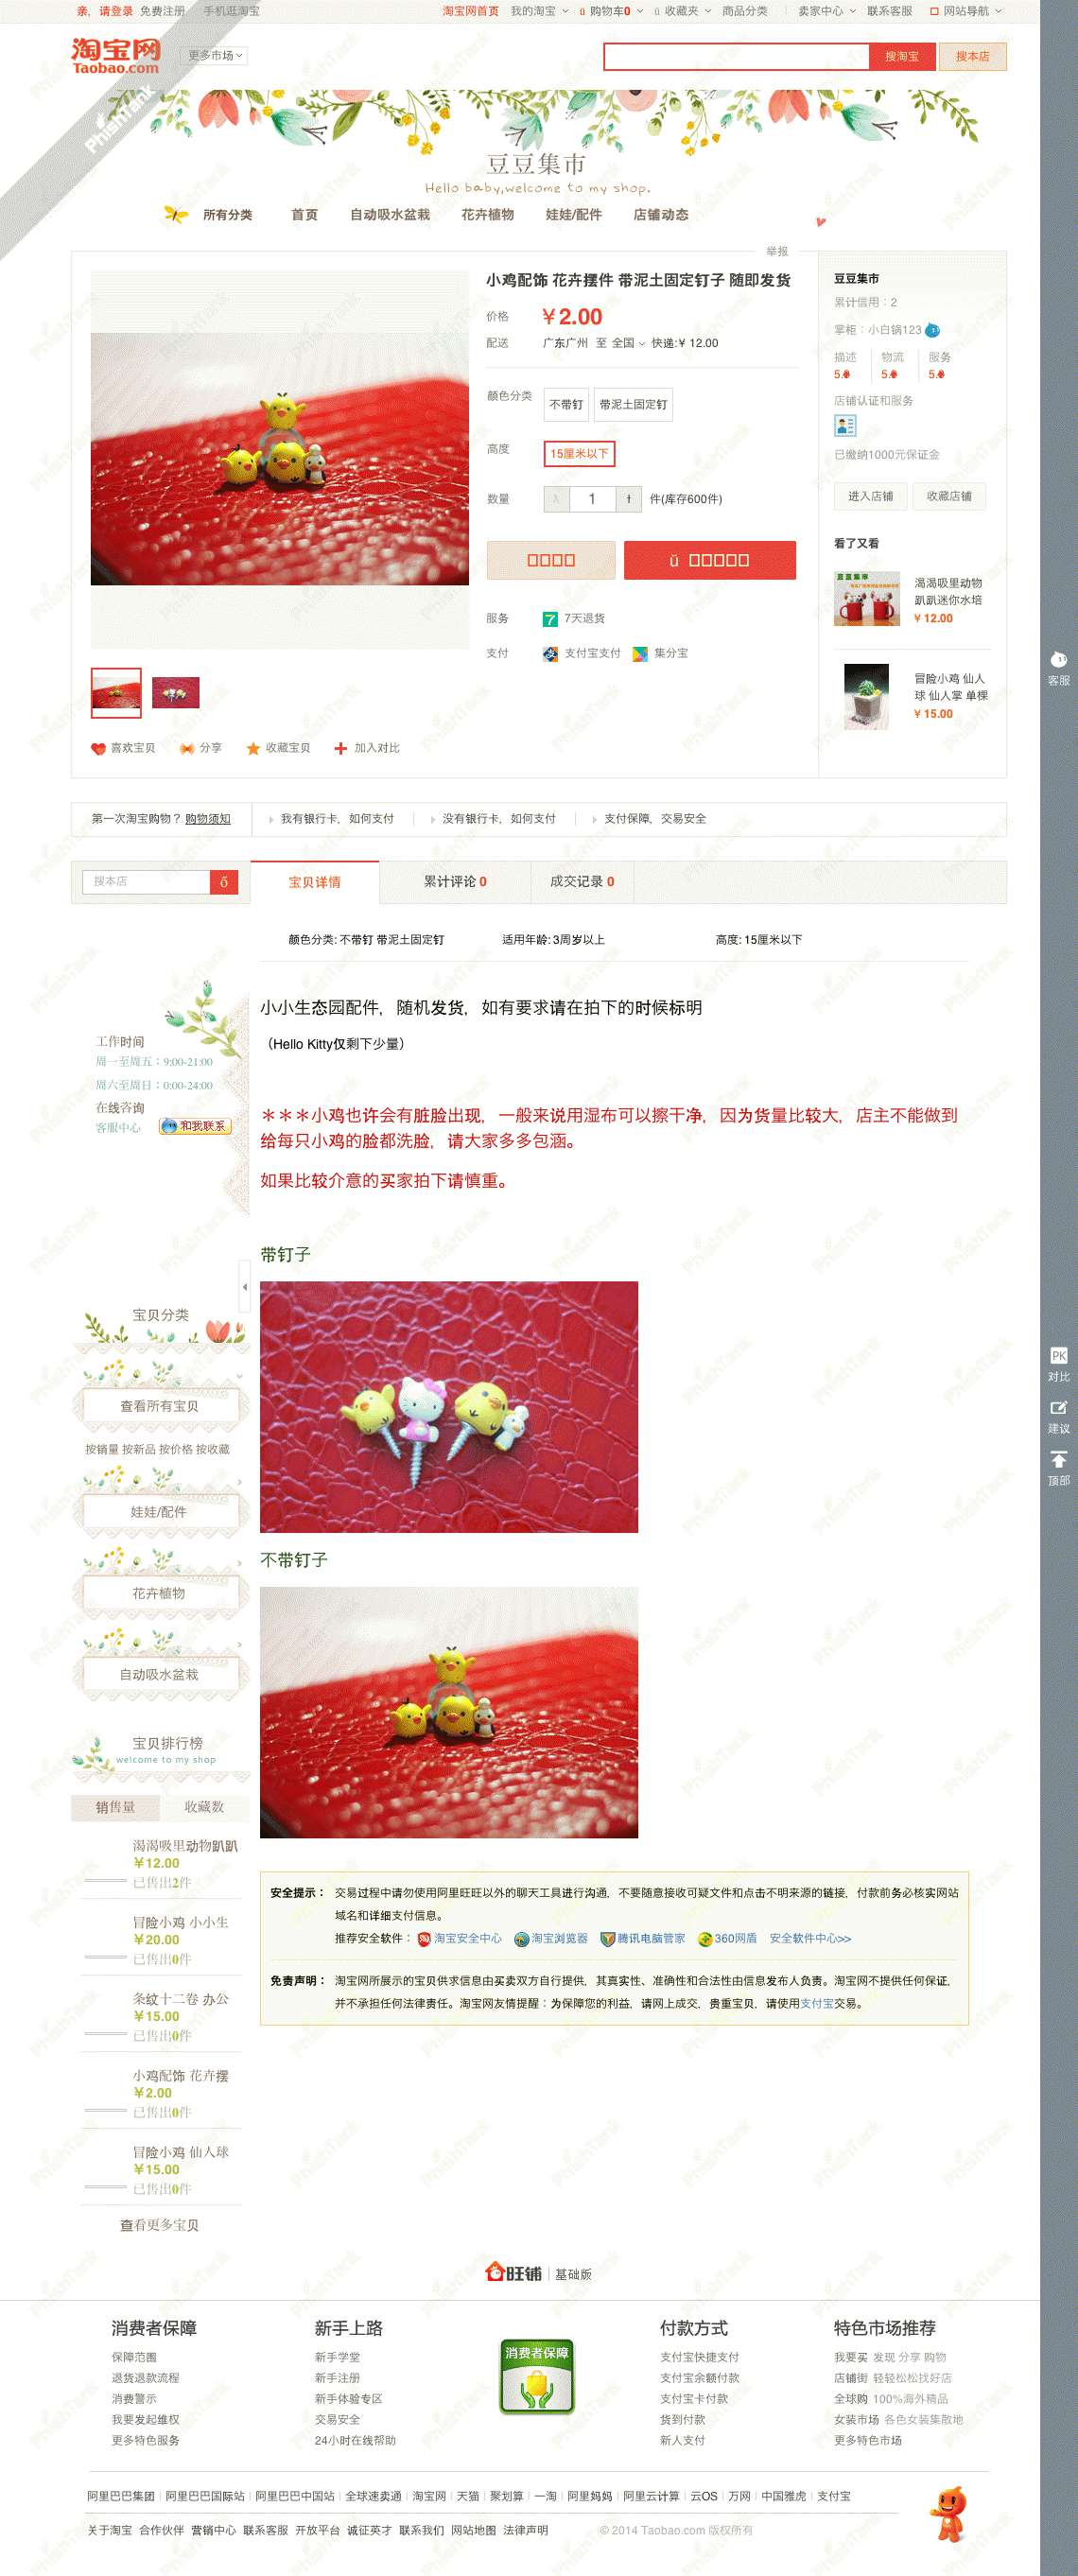 亲，请登录 免费注册 手机逛淘宝
淘宝网首页 我的淘宝 购物车0 收藏夹 商品分类 卖家中心 联系客服 网站导航
淘宝网
Taobao.com
更多市场
搜淘宝 搜本店
PhishTank
豆豆集市
Hello baby,welcome to my shop.
所有分类 首页 自动吸水盆栽 花卉植物 娃娃/配件 店铺动态
举报
小鸡配饰 花卉摆件 带泥土固定钉子 随即发货
价格 ¥2.00
配送 广东广州 至 全国 快递:¥ 12.00
颜色分类 不带钉 带泥土固定钉
高度 15厘米以下
数量 1 件(库存600件)
服务 7天退货
支付 支付宝支付 集分宝
喜欢宝贝 分享 收藏宝贝 加入对比
豆豆集市
累计信用：2
掌柜：小白锅123
描述 物流 服务
店铺认证和服务
已缴纳1000元保证金
进入店铺 收藏店铺
看了又看
渴渴吸里动物
趴趴迷你水培
¥ 12.00
冒险小鸡 仙人
球 仙人掌 单棵
¥ 15.00
客服
第一次淘宝购物？ 购物须知 我有银行卡，如何支付 没有银行卡，如何支付 支付保障，交易安全
搜本店
宝贝详情 累计评论 0 成交记录 0
颜色分类: 不带钉 带泥土固定钉 适用年龄: 3周岁以上 高度: 15厘米以下
小小生态园配件，随机发货，如有要求请在拍下的时候标明
（Hello Kitty仅剩下少量）
＊＊＊小鸡也许会有脏脸出现，一般来说用湿布可以擦干净，因为货量比较大，店主不能做到
给每只小鸡的脸都洗脸，请大家多多包涵。
如果比较介意的买家拍下请慎重。
工作时间
周一至周五：9:00-21:00
周六至周日：0:00-24:00
在线咨询
客服中心 和我联系
带钉子
不带钉子
宝贝分类
查看所有宝贝
按销量 按新品 按价格 按收藏
娃娃/配件
花卉植物
自动吸水盆栽
PK
对比
建议
顶部
宝贝排行榜
welcome to my shop
销售量 收藏数
渴渴吸里动物趴趴
¥12.00
已售出2件
冒险小鸡 小小生
¥20.00
已售出0件
条纹十二卷 办公
¥15.00
已售出0件
小鸡配饰 花卉摆
¥2.00
已售出0件
冒险小鸡 仙人球
¥15.00
已售出0件
查看更多宝贝
安全提示： 交易过程中请勿使用阿里旺旺以外的聊天工具进行沟通，不要随意接收可疑文件和点击不明来源的链接，付款前务必核实网站
域名和详细支付信息。
推荐安全软件： 淘宝安全中心 淘宝浏览器 腾讯电脑管家 360网盾 安全软件中心>>
免责声明： 淘宝网所展示的宝贝供求信息由买卖双方自行提供，其真实性、准确性和合法性由信息发布人负责。淘宝网不提供任何保证，
并不承担任何法律责任。淘宝网友情提醒：为保障您的利益，请网上成交，贵重宝贝，请使用支付宝交易。
旺铺 基础版
消费者保障 新手上路 付款方式 特色市场推荐
消费者保障
保障范围 新手学堂 支付宝快捷支付 我要买 发现 分享 购物
退货退款流程 新手注册 支付宝余额付款 店铺街 轻轻松松找好店
消费警示 新手体验专区 支付宝卡付款 全球购 100%海外精品
我要发起维权 交易安全 货到付款 女装市场 各色女装集散地
更多特色服务 24小时在线帮助 新人支付 更多特色市场
阿里巴巴集团 阿里巴巴国际站 阿里巴巴中国站 全球速卖通 淘宝网 天猫 聚划算 一淘 阿里妈妈 阿里云计算 云OS 万网 中国雅虎 支付宝
关于淘宝 合作伙伴 营销中心 联系客服 开放平台 诚征英才 联系我们 网站地图 法律声明 © 2014 Taobao.com 版权所有